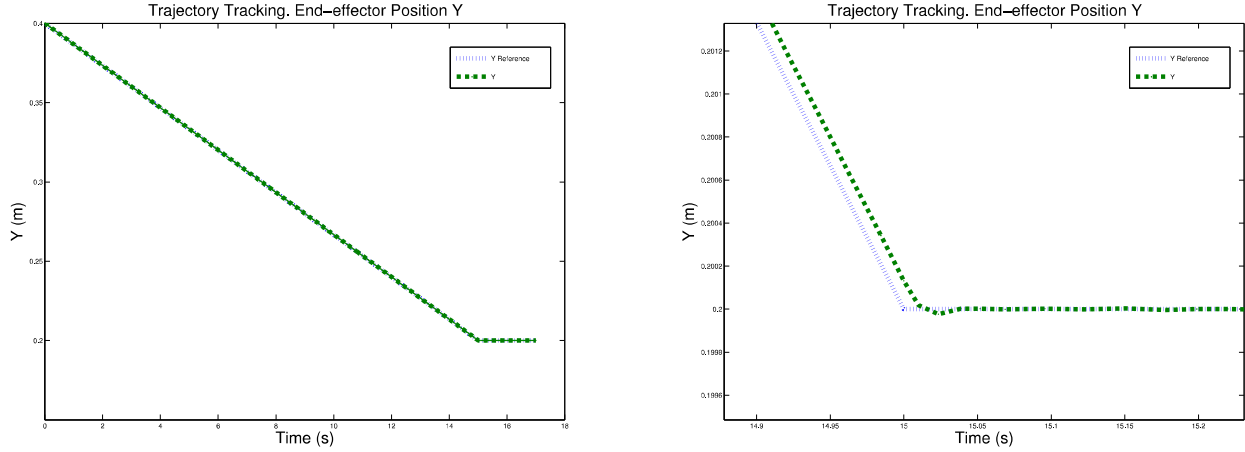 Trajectory Tracking. End−effector Position Y
0.4
0.35
0.3
0.25
0.2
Y (m)
Y Reference
Y
0 2 4 6 8 10 12 14 16 18
Time (s)
Trajectory Tracking. End−effector Position Y
0.2012
0.201
0.2008
0.2006
0.2004
0.2002
0.2
0.1998
0.1996
Y (m)
Y Reference
Y
14.9 14.95 15 15.05 15.1 15.15 15.2
Time (s)